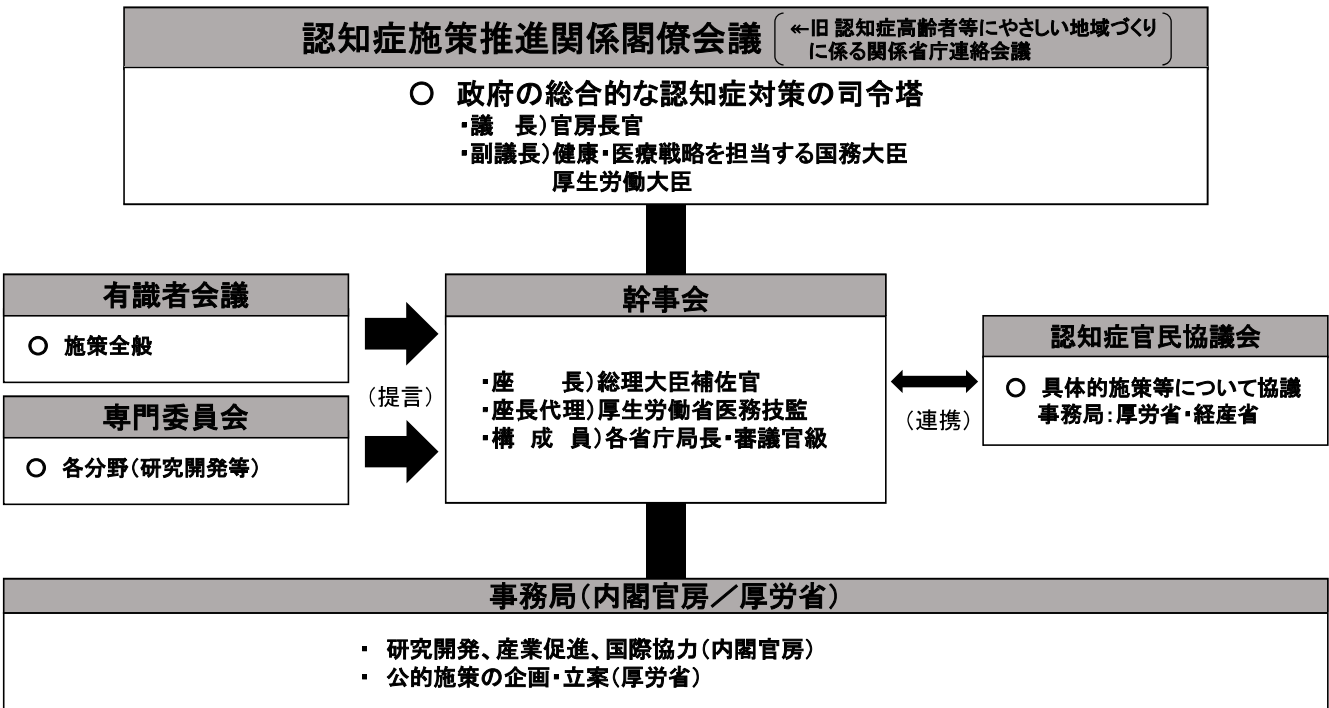 認知症施策推進関係閣僚会議
←旧 認知症高齢者等にやさしい地域づくり
に係る関係省庁連絡会議
○ 政府の総合的な認知症対策の司令塔
・議 長）官房長官
・副議長）健康・医療戦略を担当する国務大臣
厚生労働大臣
有識者会議
○ 施策全般
専門委員会
○ 各分野（研究開発等）
（提言）
幹事会
・座 長）総理大臣補佐官
・座長代理）厚生労働省医務技監
・構 成 員）各省庁局長・審議官級
（連携）
認知症官民協議会
○ 具体的施策等について協議
事務局：厚労省・経産省
事務局（内閣官房／厚労省）
・ 研究開発、産業促進、国際協力（内閣官房）
・ 公的施策の企画・立案（厚労省）